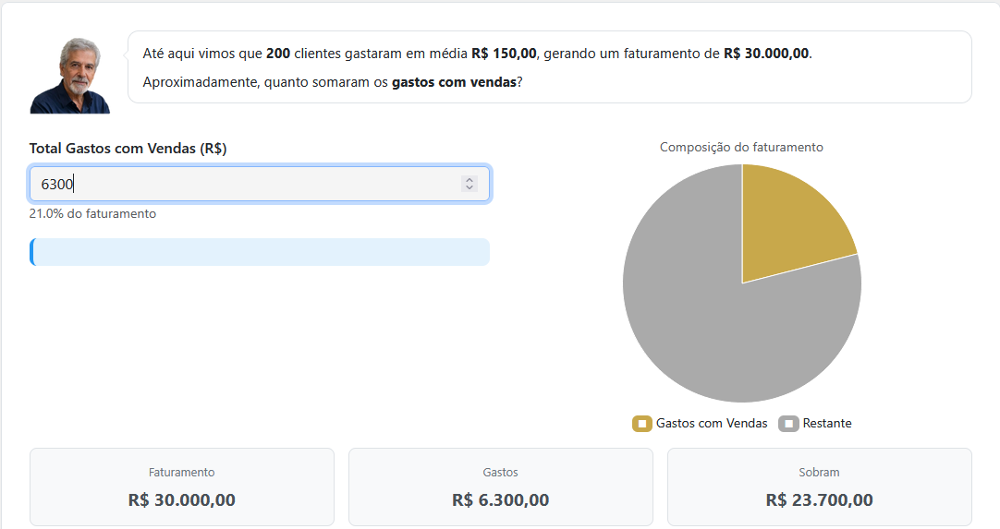 Até aqui vimos que 200 clientes gastaram em média R$ 150,00, gerando um faturamento de R$ 30.000,00.
Aproximadamente, quanto somaram os gastos com vendas?
Total Gastos com Vendas (R$)
6300
21.0% do faturamento
Composição do faturamento
Gastos com Vendas
Restante
Faturamento
R$ 30.000,00
Gastos
R$ 6.300,00
Sobram
R$ 23.700,00